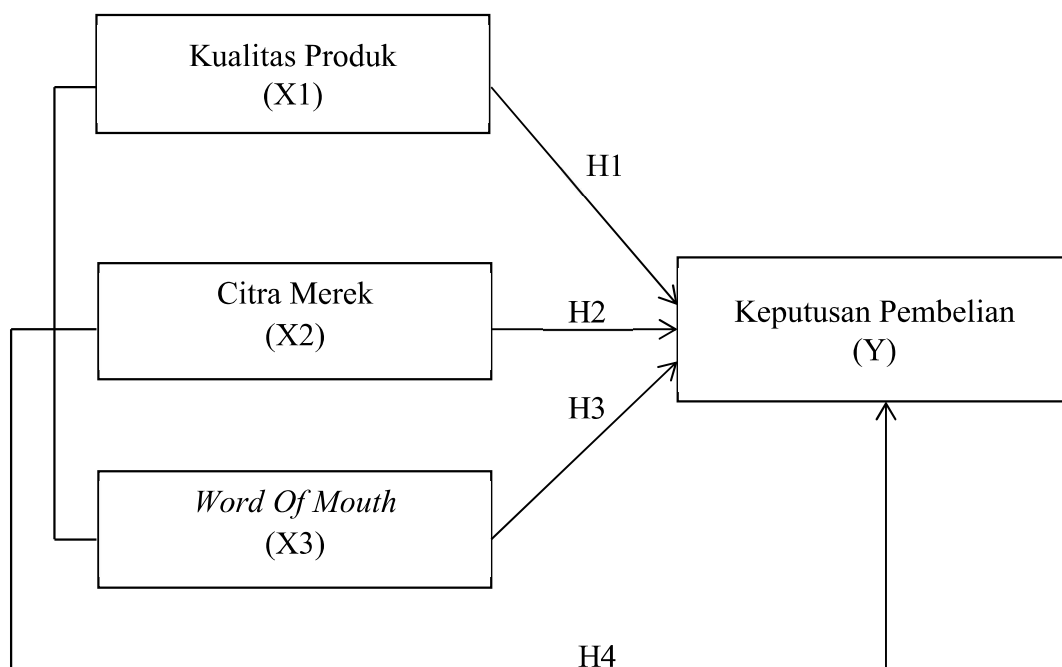 Kualitas Produk
(X1)
H1
Citra Merek
(X2)
H2
Keputusan Pembelian
(Y)
H3
Word Of Mouth
(X3)
H4